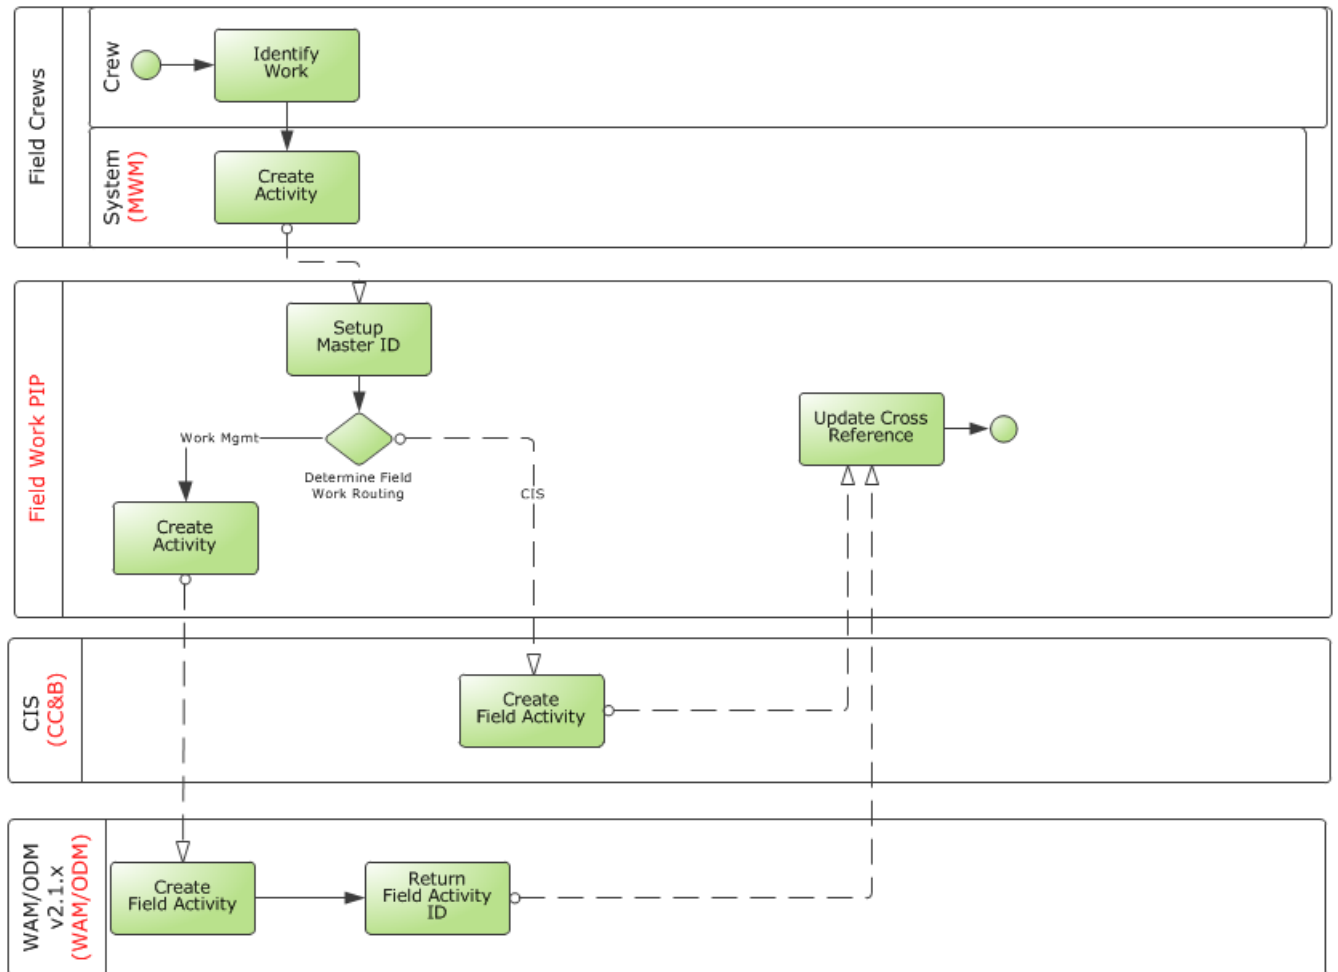 Field Crews
Crew
Identify
Work
System
(MWM)
Create
Activity
Field Work PIP
Setup
Master ID
Work Mgmt
Determine Field
Work Routing
CIS
Update Cross
Reference
Create
Activity
CIS
(CC&B)
Create
Field Activity
WAM/ODM
v2.1.x
(WAM/ODM)
Create
Field Activity
Return
Field Activity
ID